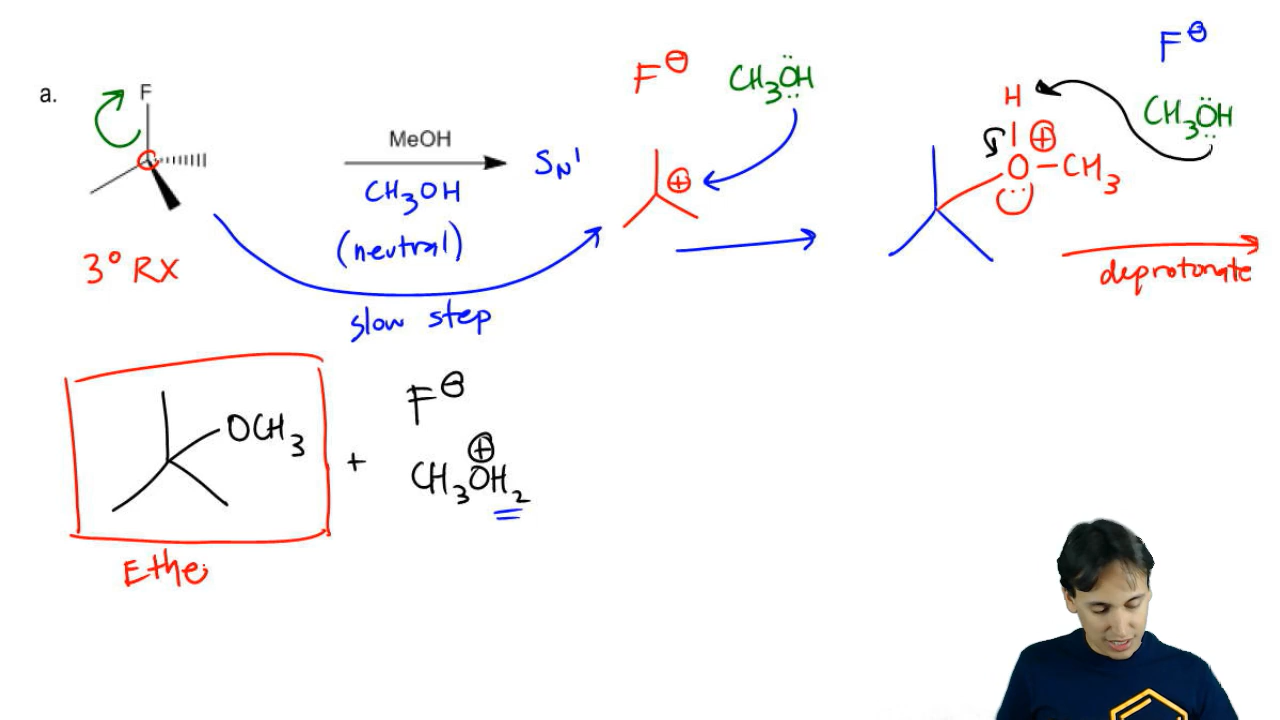 a.
F
C
3° RX
MeOH
CH₃OH
(neutral)
SN1
slow step
F⊖
CH₃ÖH
⊕
F⊖
CH₃ÖH
H
⊕
O–CH₃
deprotonate
OCH₃
+
F⊖
⊕
CH₃OH₂
Ethe